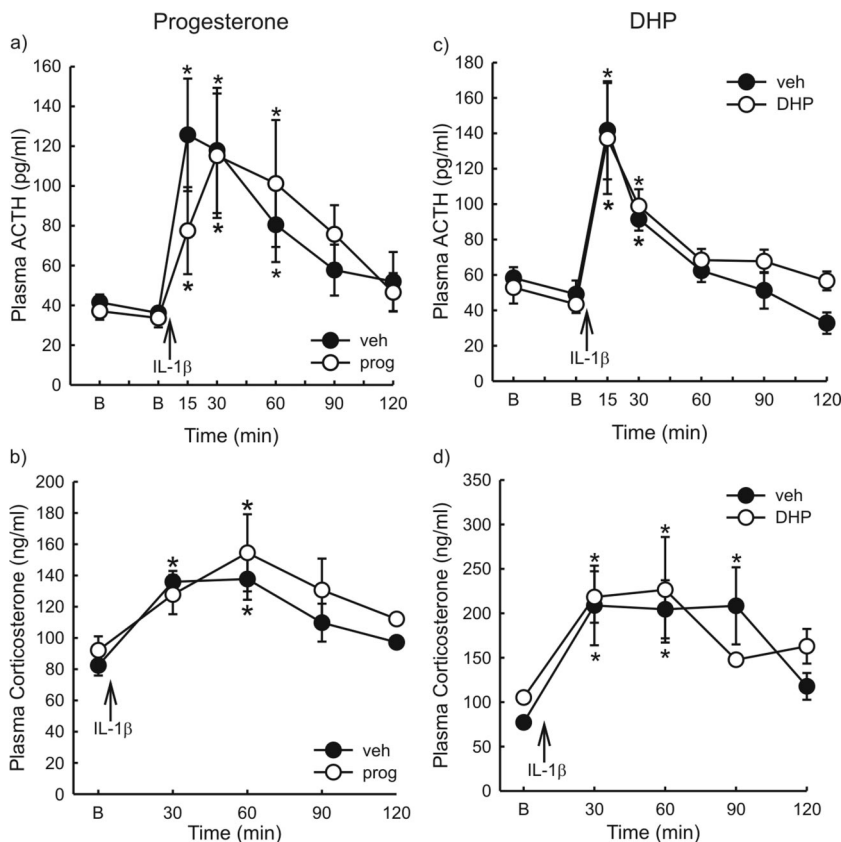 Progesterone
a)
160
140
120
100
80
60
40
20
0
Plasma ACTH (pg/ml)
* * *
* * *
IL-1β
veh
prog
B B 15 30 60 90 120
Time (min)
DHP
c)
180
160
140
120
100
80
60
40
20
0
Plasma ACTH (pg/ml)
veh
DHP
* *
* *
IL-1β
B B 15 30 60 90 120
Time (min)
b)
200
180
160
140
120
100
80
60
40
20
0
Plasma Corticosterone (ng/ml)
* *
*
IL-1β
veh
prog
B 30 60 90 120
Time (min)
d)
350
300
250
200
150
100
50
0
Plasma Corticosterone (ng/ml)
veh
DHP
* * *
* *
IL-1β
B 30 60 90 120
Time (min)